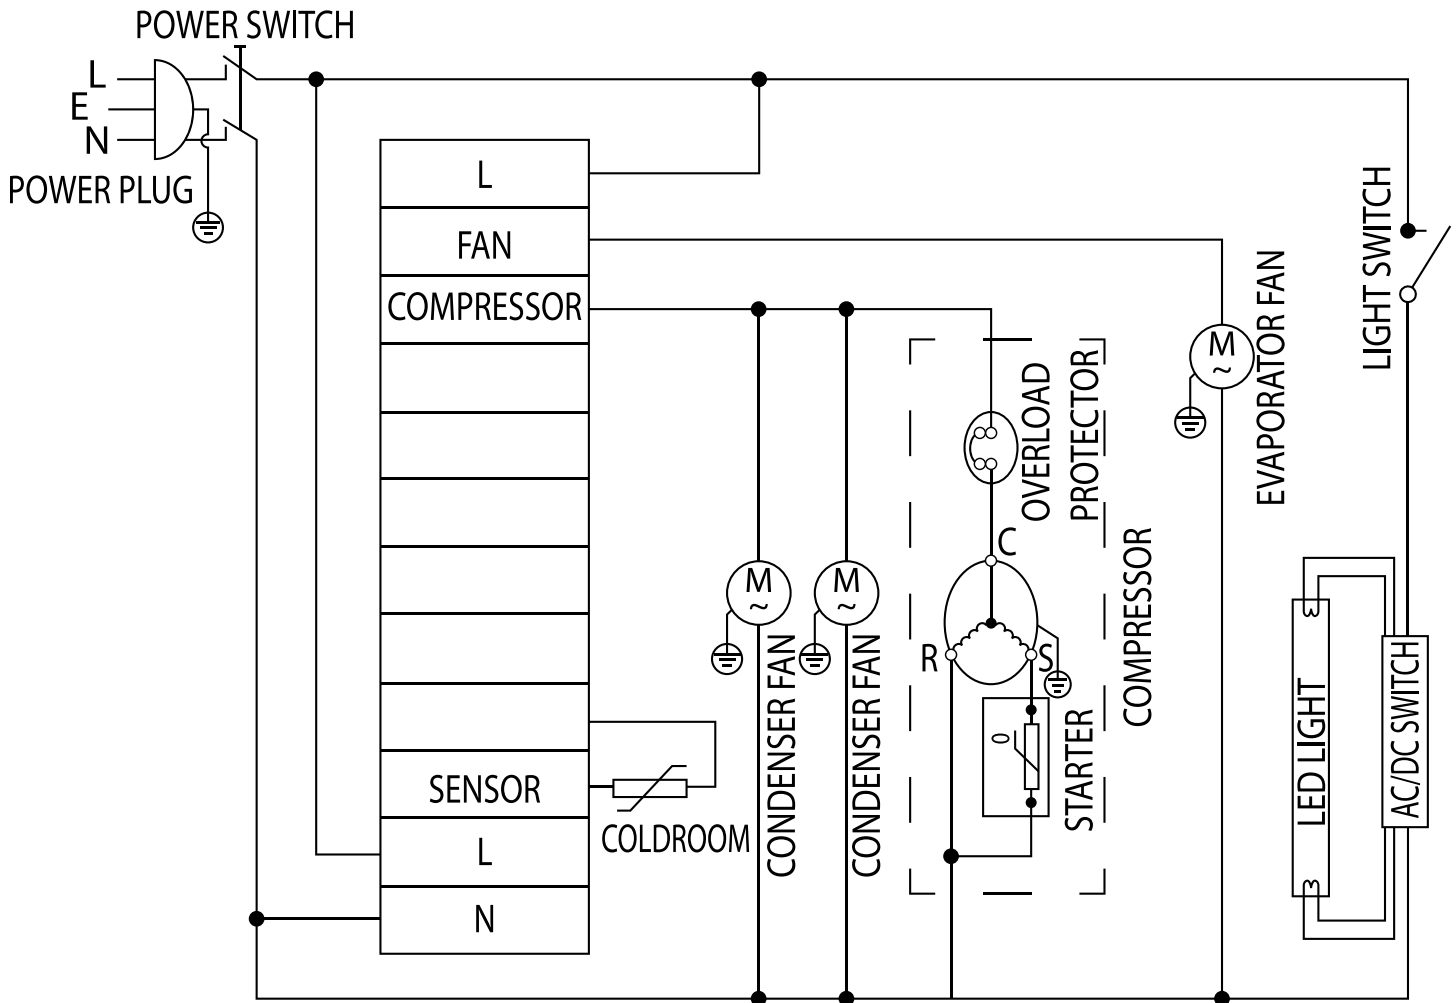 POWER SWITCH
L
E
N
POWER PLUG
L
FAN
COMPRESSOR
SENSOR
L
N
COLDROOM
M
~
CONDENSER FAN
M
~
CONDENSER FAN
OVERLOAD
PROTECTOR
C
R
S
θ
STARTER
COMPRESSOR
M
~
EVAPORATOR FAN
LIGHT SWITCH
LED LIGHT
AC/DC SWITCH